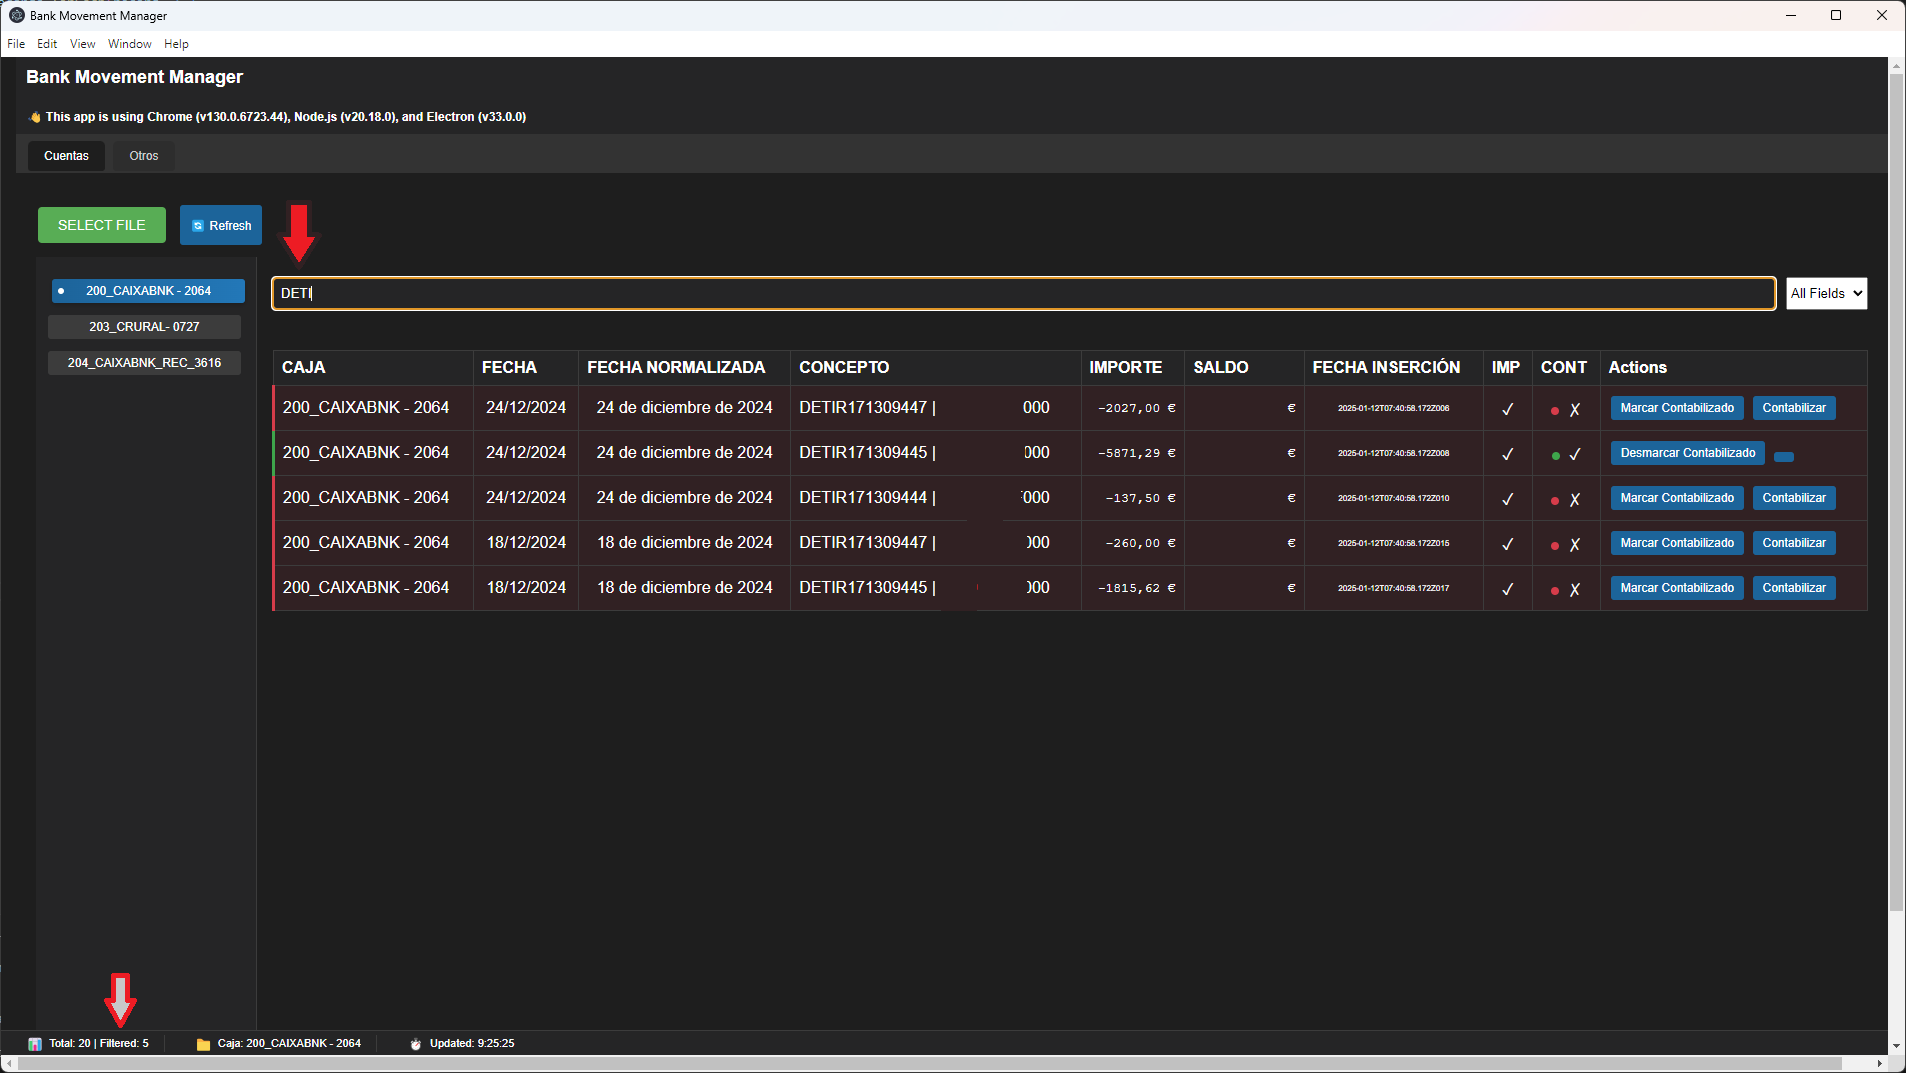 Bank Movement Manager
File Edit View Window Help
Bank Movement Manager
👋 This app is using Chrome (v130.0.6723.44), Node.js (v20.18.0), and Electron (v33.0.0)
Cuentas Otros
SELECT FILE Refresh
200_CAIXABNK - 2064
203_CRURAL- 0727
204_CAIXABNK_REC_3616
DETI All Fields
CAJA FECHA FECHA NORMALIZADA CONCEPTO IMPORTE SALDO FECHA INSERCIÓN IMP CONT Actions
200_CAIXABNK - 2064 24/12/2024 24 de diciembre de 2024 DETIR171309447 | 000 -2027,00 € € 2025-01-12T07:40:58.172Z006 ✓ ✗ Marcar Contabilizado Contabilizar
200_CAIXABNK - 2064 24/12/2024 24 de diciembre de 2024 DETIR171309445 | 000 -5871,29 € € 2025-01-12T07:40:58.172Z008 ✓ ✓ Desmarcar Contabilizado
200_CAIXABNK - 2064 24/12/2024 24 de diciembre de 2024 DETIR171309444 | 000 -137,50 € € 2025-01-12T07:40:58.172Z010 ✓ ✗ Marcar Contabilizado Contabilizar
200_CAIXABNK - 2064 18/12/2024 18 de diciembre de 2024 DETIR171309447 | 000 -260,00 € € 2025-01-12T07:40:58.172Z015 ✓ ✗ Marcar Contabilizado Contabilizar
200_CAIXABNK - 2064 18/12/2024 18 de diciembre de 2024 DETIR171309445 | 000 -1815,62 € € 2025-01-12T07:40:58.172Z017 ✓ ✗ Marcar Contabilizado Contabilizar
Total: 20 | Filtered: 5 Caja: 200_CAIXABNK - 2064 Updated: 9:25:25